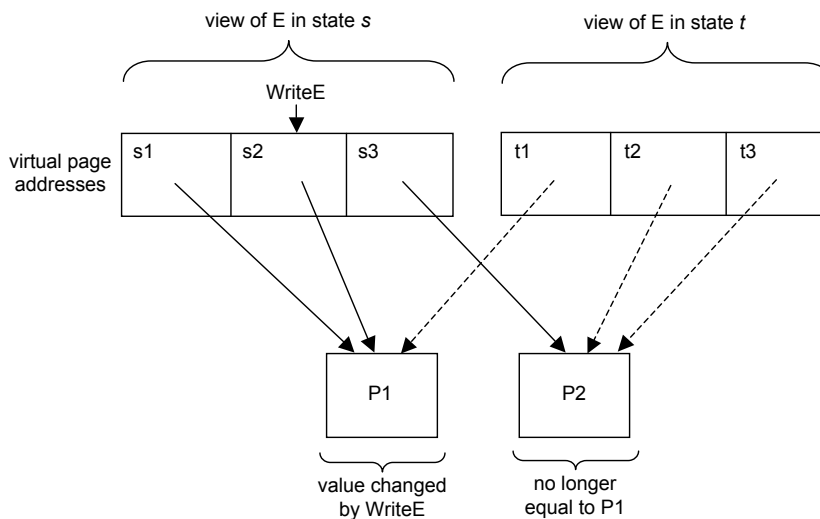 view of E in state s
view of E in state t
WriteE
virtual page
addresses
s1
s2
s3
t1
t2
t3
P1
P2
value changed
by WriteE
no longer
equal to P1